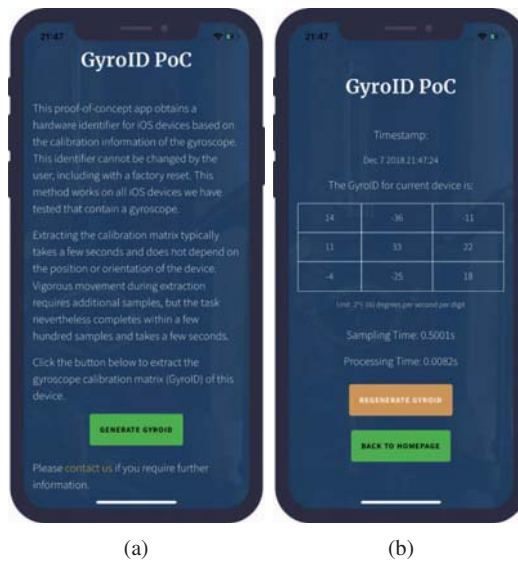 21:47
GyroID PoC
This proof-of-concept app obtains a
hardware identifier for iOS devices based on
the calibration information of the gyroscope.
This identifier cannot be changed by the
user, including with a factory reset. This
method works on all iOS devices we have
tested that contain a gyroscope.
Extracting the calibration matrix typically
takes a few seconds and does not depend on
the position or orientation of the device.
Vigorous movement during extraction
requires additional samples, but the task
nevertheless completes within a few
hundred samples and takes a few seconds.
Click the button below to extract the
gyroscope calibration matrix (GyroID) of this
device.
GENERATE GYROID
Please contact us if you require further
information.
(a)
21:47
GyroID PoC
Timestamp:
Dec 7 2018 21:47:24
The GyroID for current device is:
14 -36 -11
11 33 22
-4 -25 18
degrees per second per digit
Sampling Time: 0.5001s
Processing Time: 0.0082s
REGENERATE GYROID
BACK TO HOMEPAGE
(b)